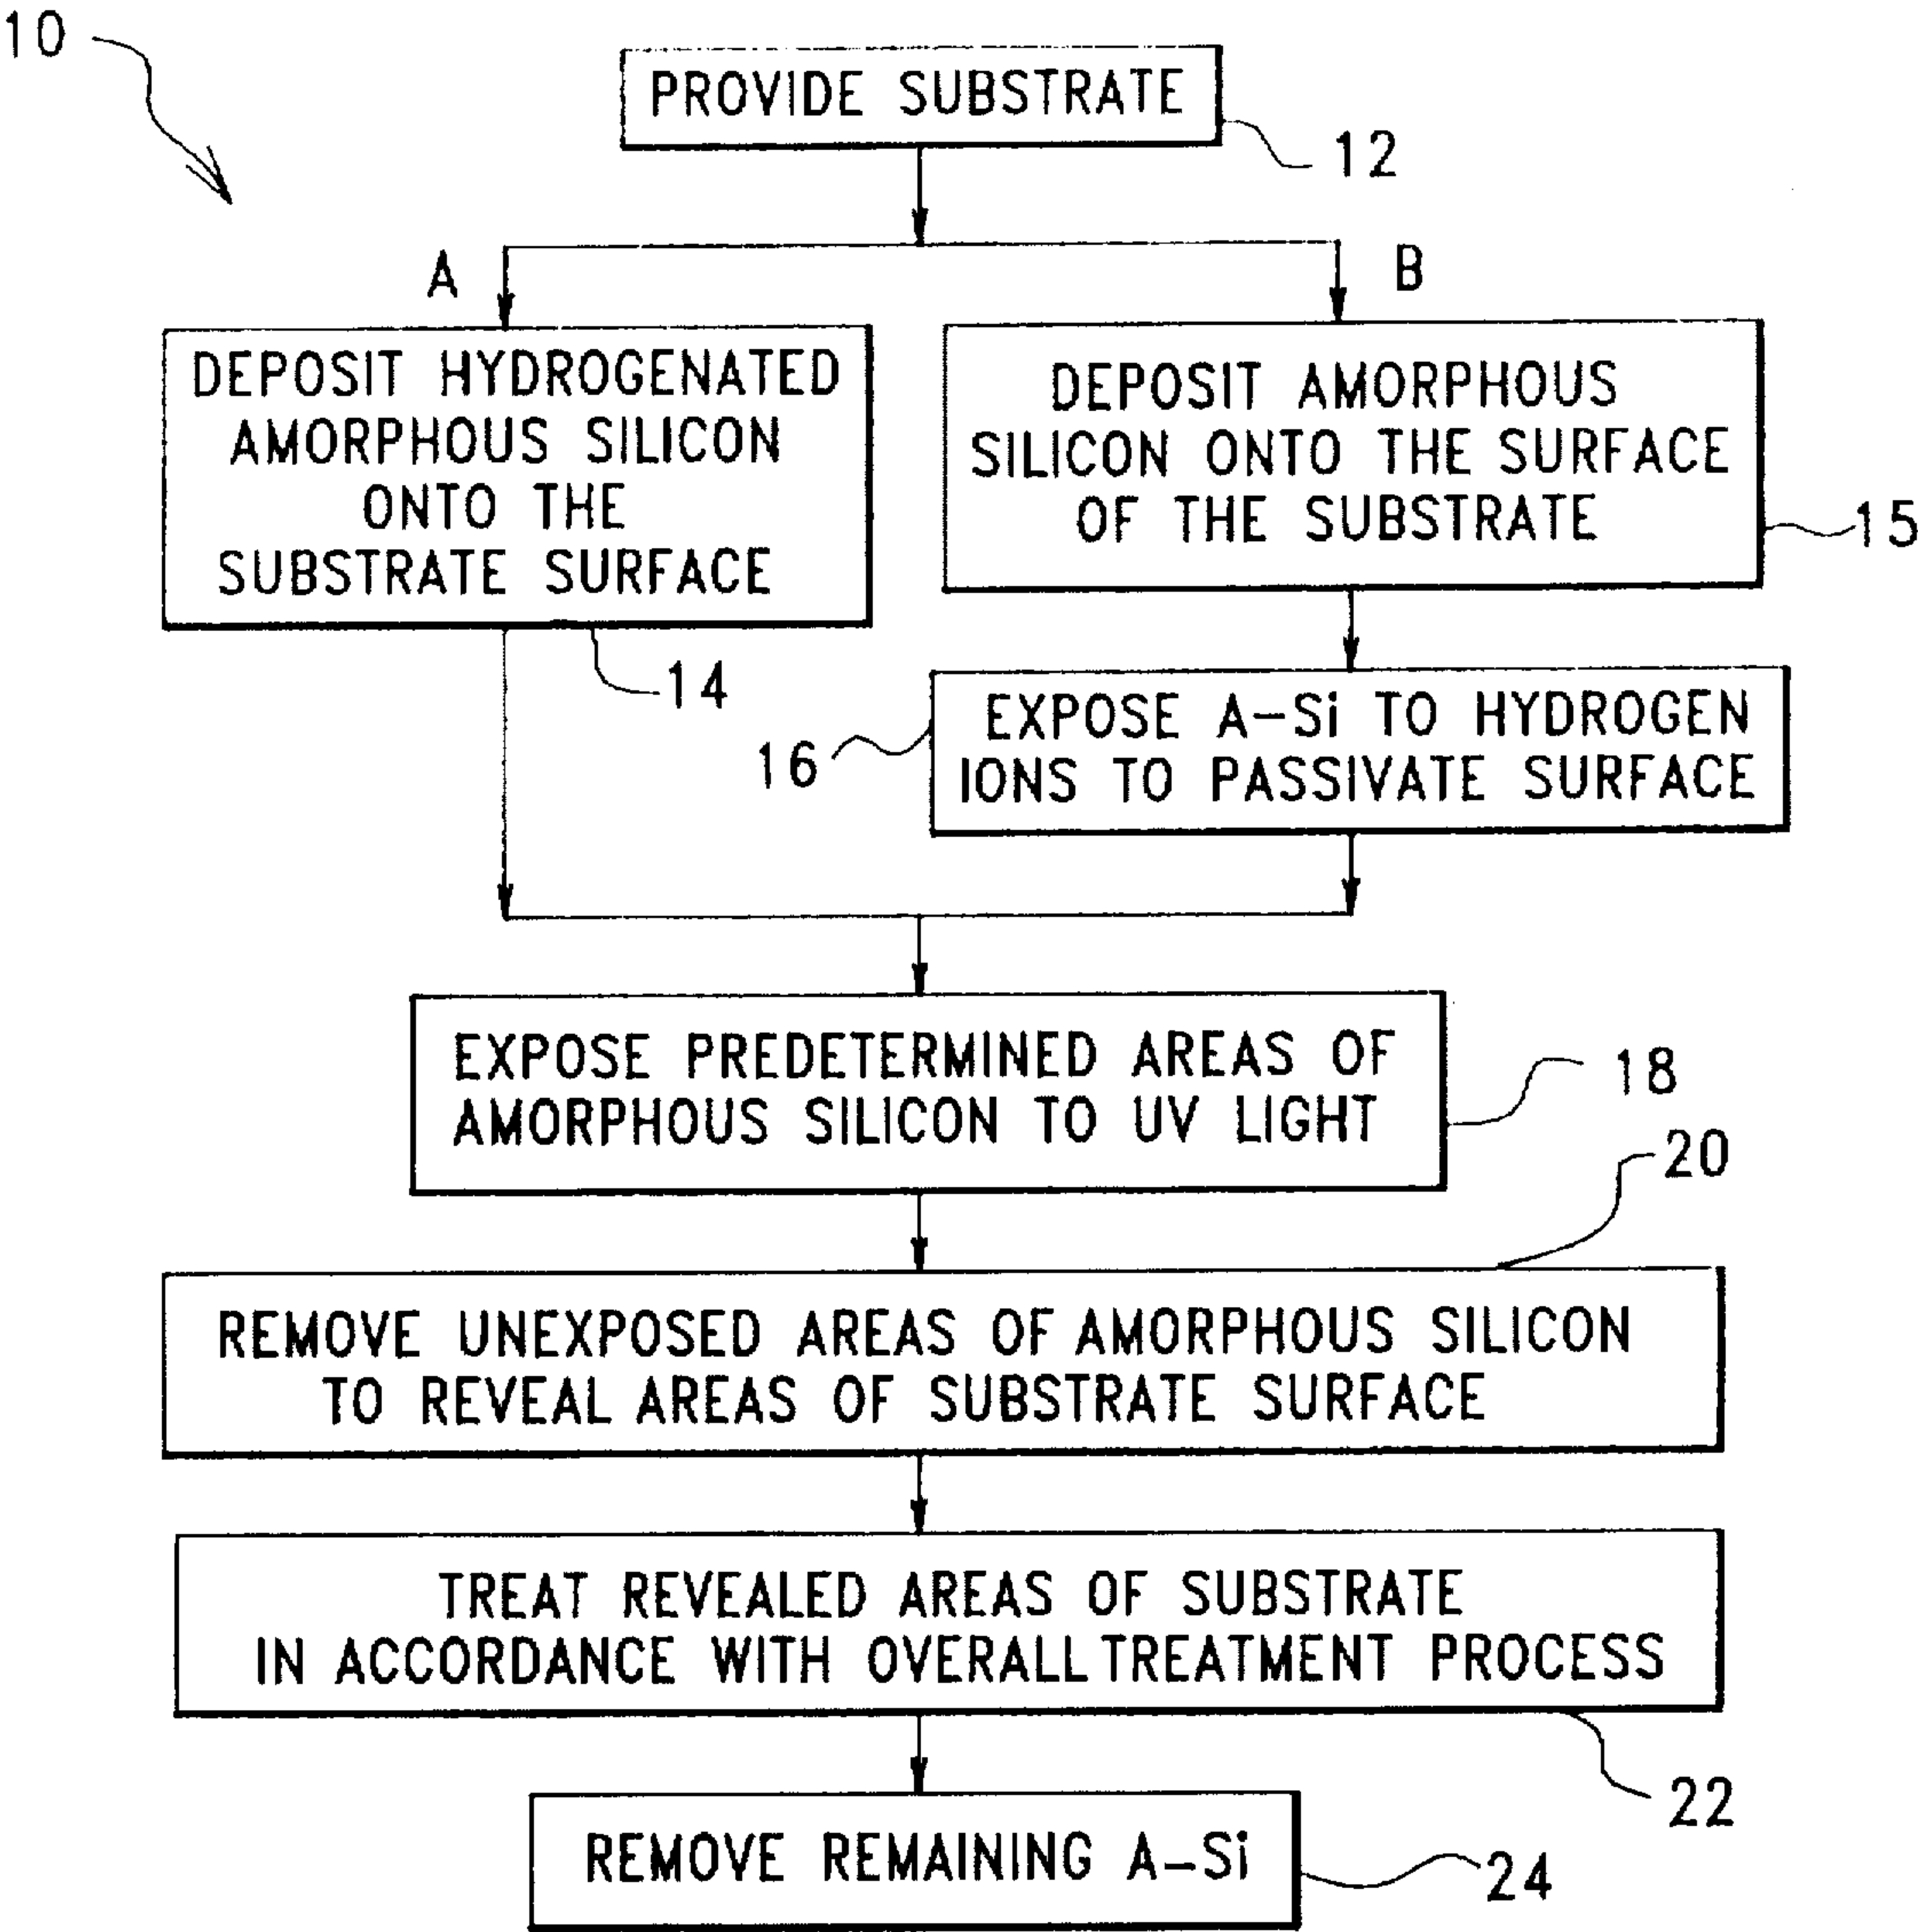 10
PROVIDE SUBSTRATE
12
A
B
DEPOSIT HYDROGENATED
AMORPHOUS SILICON
ONTO THE
SUBSTRATE SURFACE
14
DEPOSIT AMORPHOUS
SILICON ONTO THE SURFACE
OF THE SUBSTRATE
15
EXPOSE A-Si TO HYDROGEN
IONS TO PASSIVATE SURFACE
16
EXPOSE PREDETERMINED AREAS OF
AMORPHOUS SILICON TO UV LIGHT
18
20
REMOVE UNEXPOSED AREAS OF AMORPHOUS SILICON
TO REVEAL AREAS OF SUBSTRATE SURFACE
TREAT REVEALED AREAS OF SUBSTRATE
IN ACCORDANCE WITH OVERALL TREATMENT PROCESS
22
REMOVE REMAINING A-Si
24